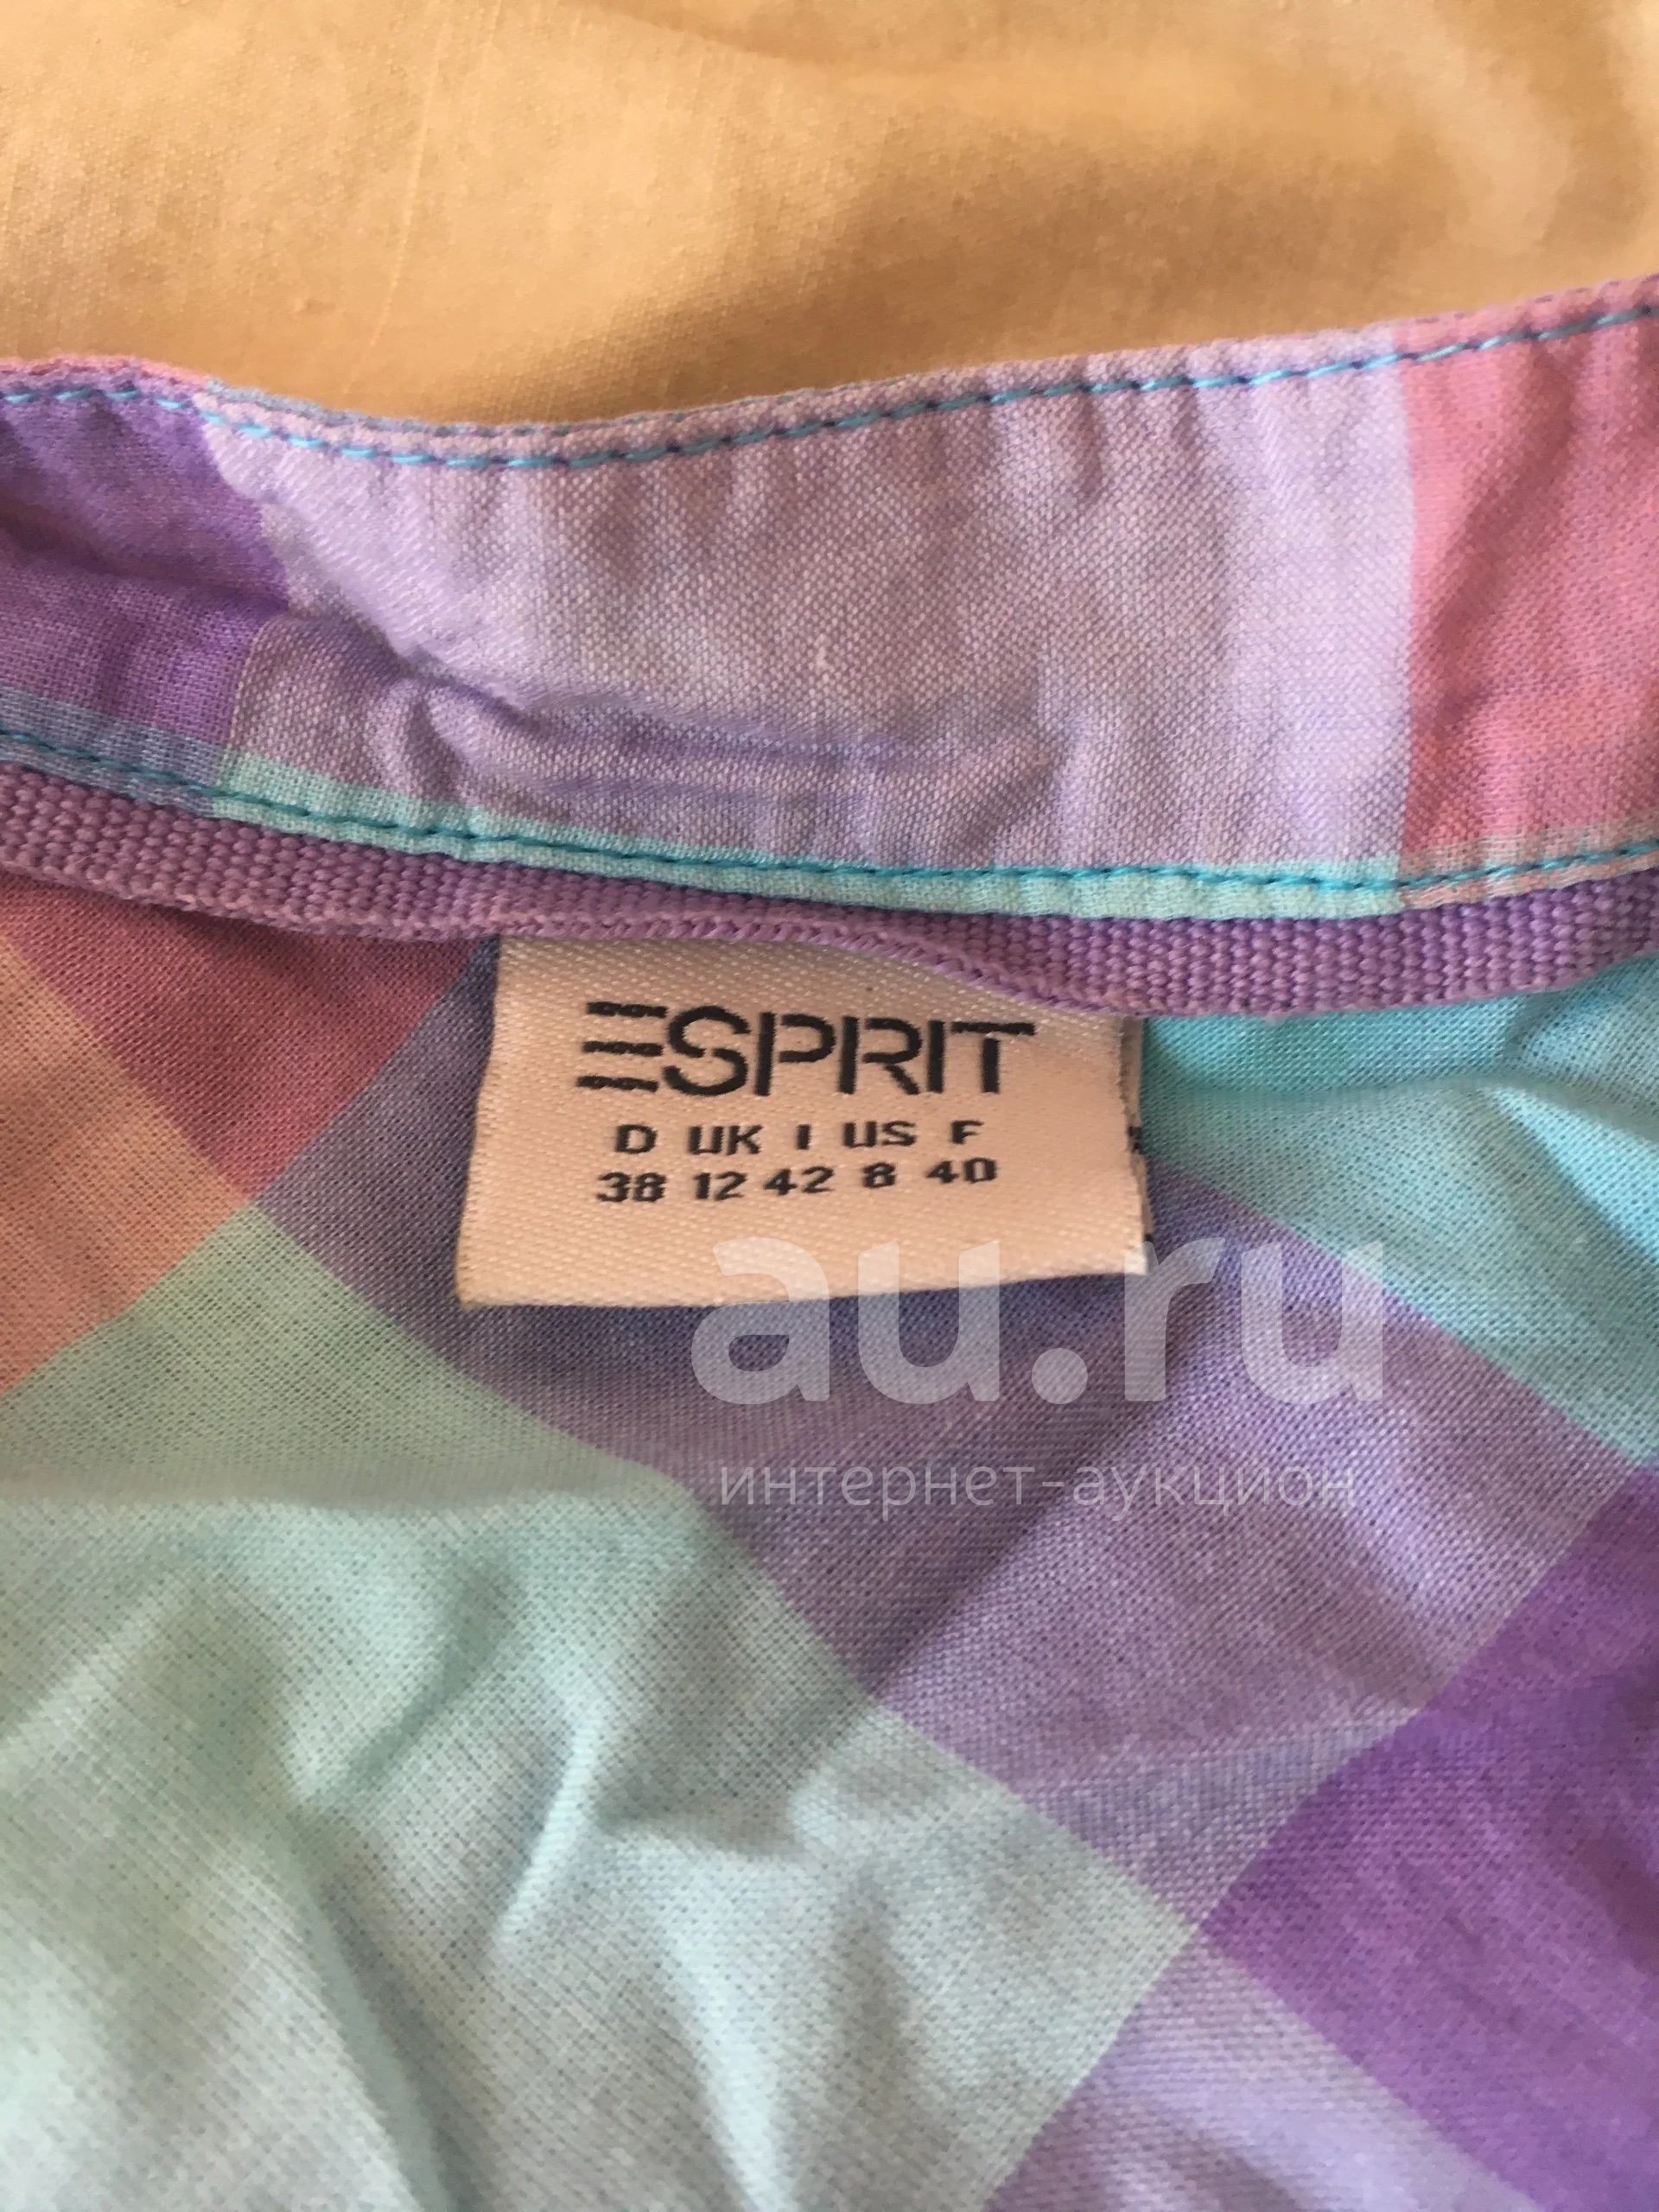 ESPRIT
D UK I US F
38 12 42 8 40
au.ru
интернет-аукцион